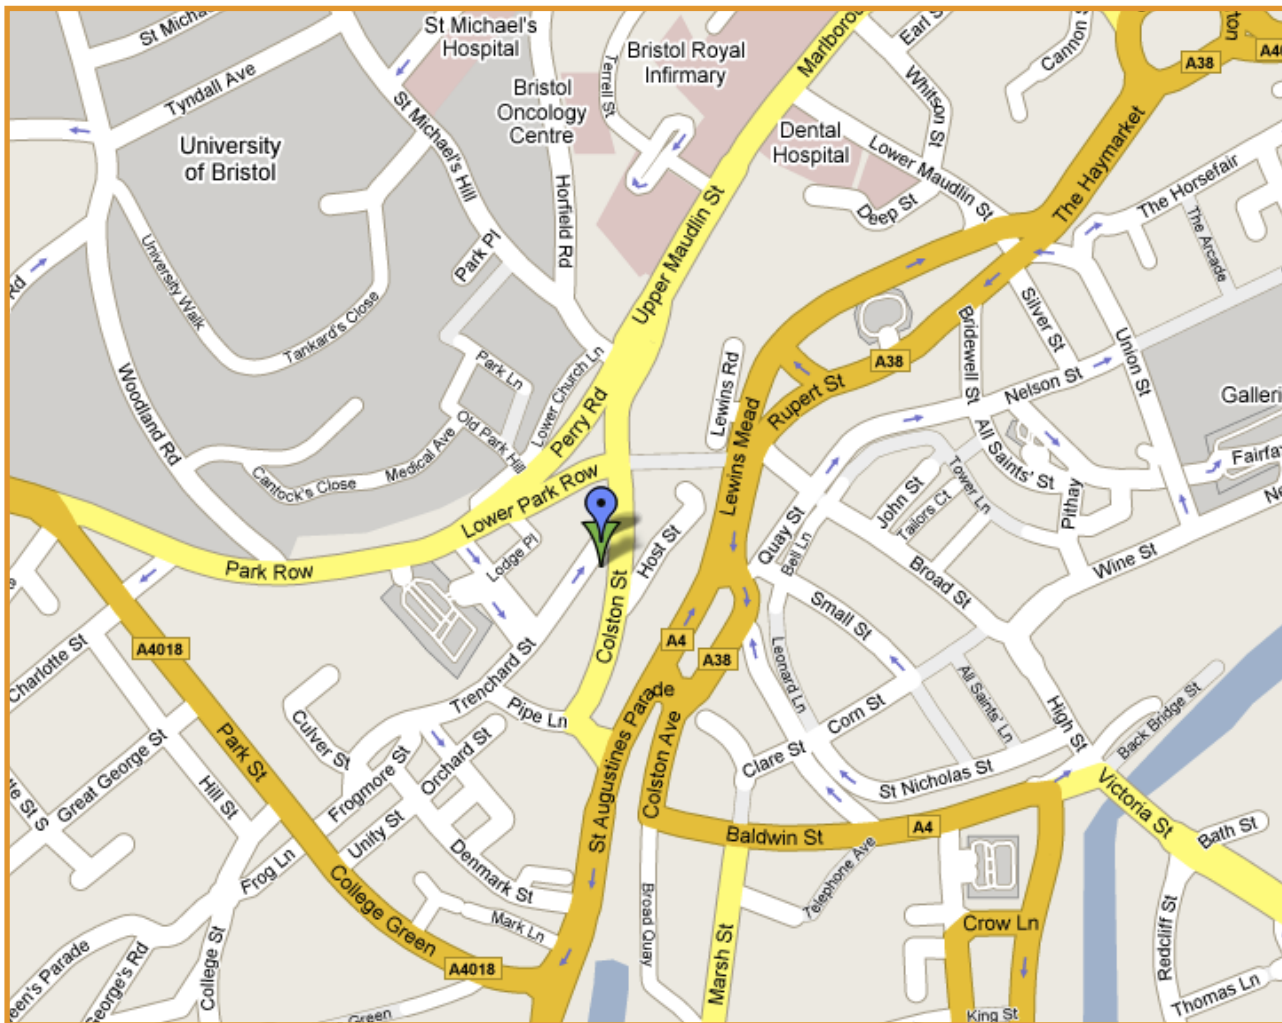 St Micha
St Michael's
Hospital
Bristol Royal
Infirmary
Marlboro
Earl S
Cannon S
ton
A38
A40
Tyndall Ave
Terrell St
Whitson St
Bristol
Oncology
Centre
St Michael's Hill
University
of Bristol
Dental
Hospital
Lower Maudlin St
The Haymarket
The Horsefair
Deep St
The Arcade
Horfield Rd
Park Pl
Upper Maudlin St
University Walk
Rd
Tankard's Close
Silver St
Bridewell St
Union St
Lewins Rd
A38
Rupert St
Nelson St
Galleri
Park Ln
Lower Church Ln
Woodland Rd
Perry Rd
Old Park Hill
Medical Ave
Cantock's Close
Lewins Mead
All Saints' St
Fairfa
Lower Park Row
Tower Ln
John St
Tailors Ct
Pithay
Ne
Quay St
Bell Ln
Host St
Lodge Pl
Park Row
Wine St
Broad St
Colston St
Small St
A4018
Charlotte St
A4
A38
Leonard Ln
Trenchard St
Corn St
All Saints' Ln
High St
Back Bridge St
Pipe Ln
St Augustines Parade
Colston Ave
Clare St
Culver St
Park St
Great George St
Orchard St
Frogmore St
St Nicholas St
Victoria St
Hill St
Unity St
A4
Baldwin St
Bath St
Frog Ln
Denmark St
Telephone Ave
College Green
Broad Quay
Mark Ln
Crow Ln
Redcliff St
een's Parade
George's Rd
College St
A4018
Marsh St
Thomas Ln
Green
King St